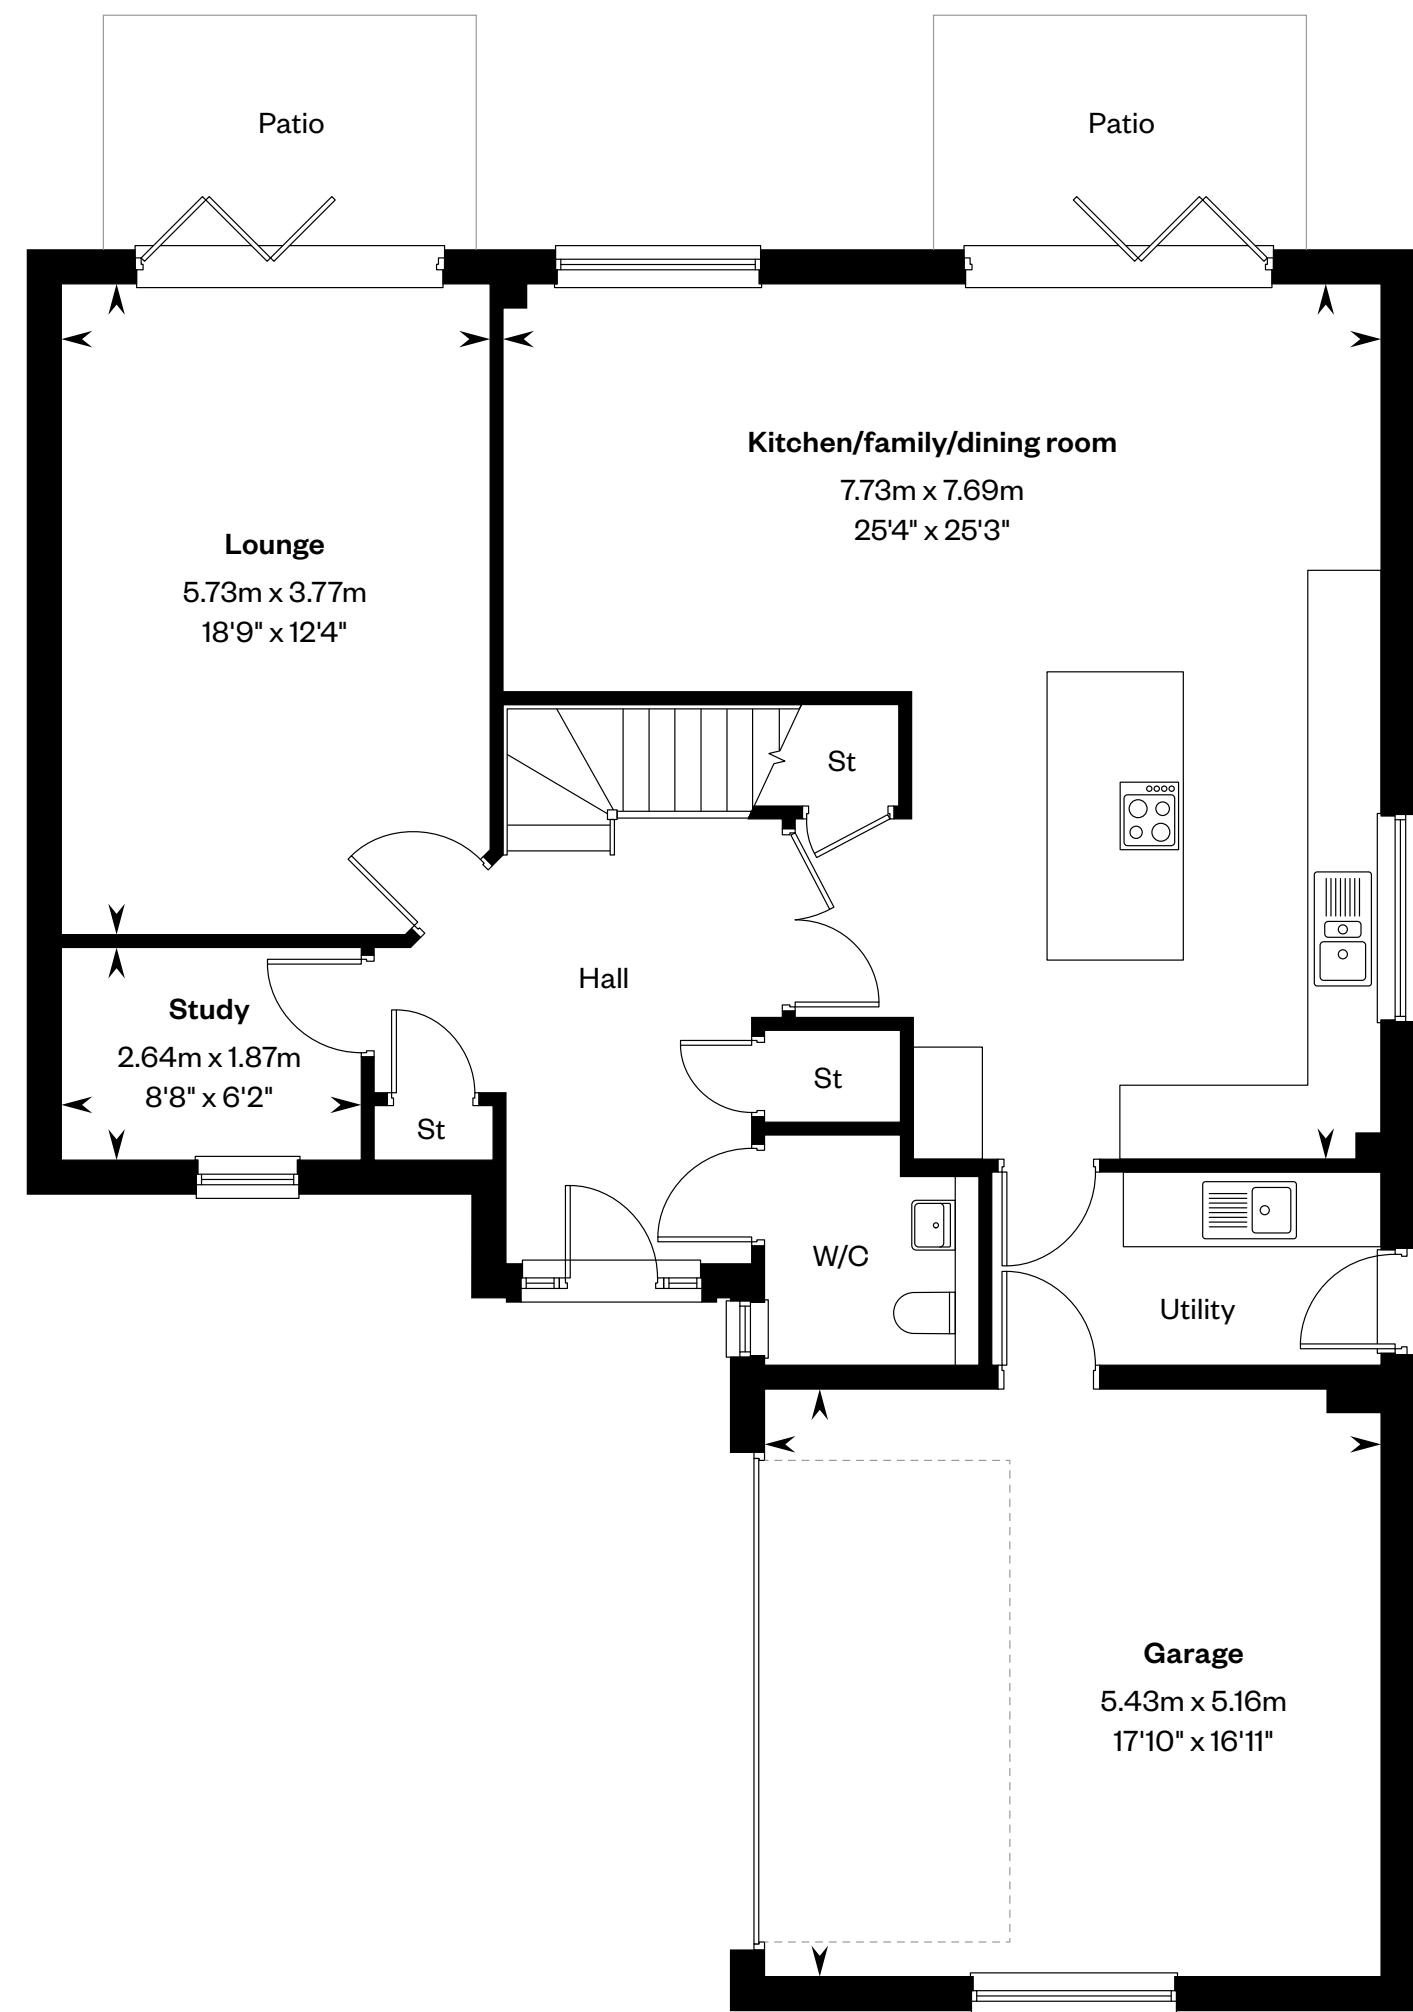 Patio
Patio
Kitchen/family/dining room
7.73m x 7.69m
25'4" x 25'3"
Lounge
5.73m x 3.77m
18'9" x 12'4"
St
Hall
Study
2.64m x 1.87m
8'8" x 6'2"
St
St
W/C
Utility
Garage
5.43m x 5.16m
17'10" x 16'11"